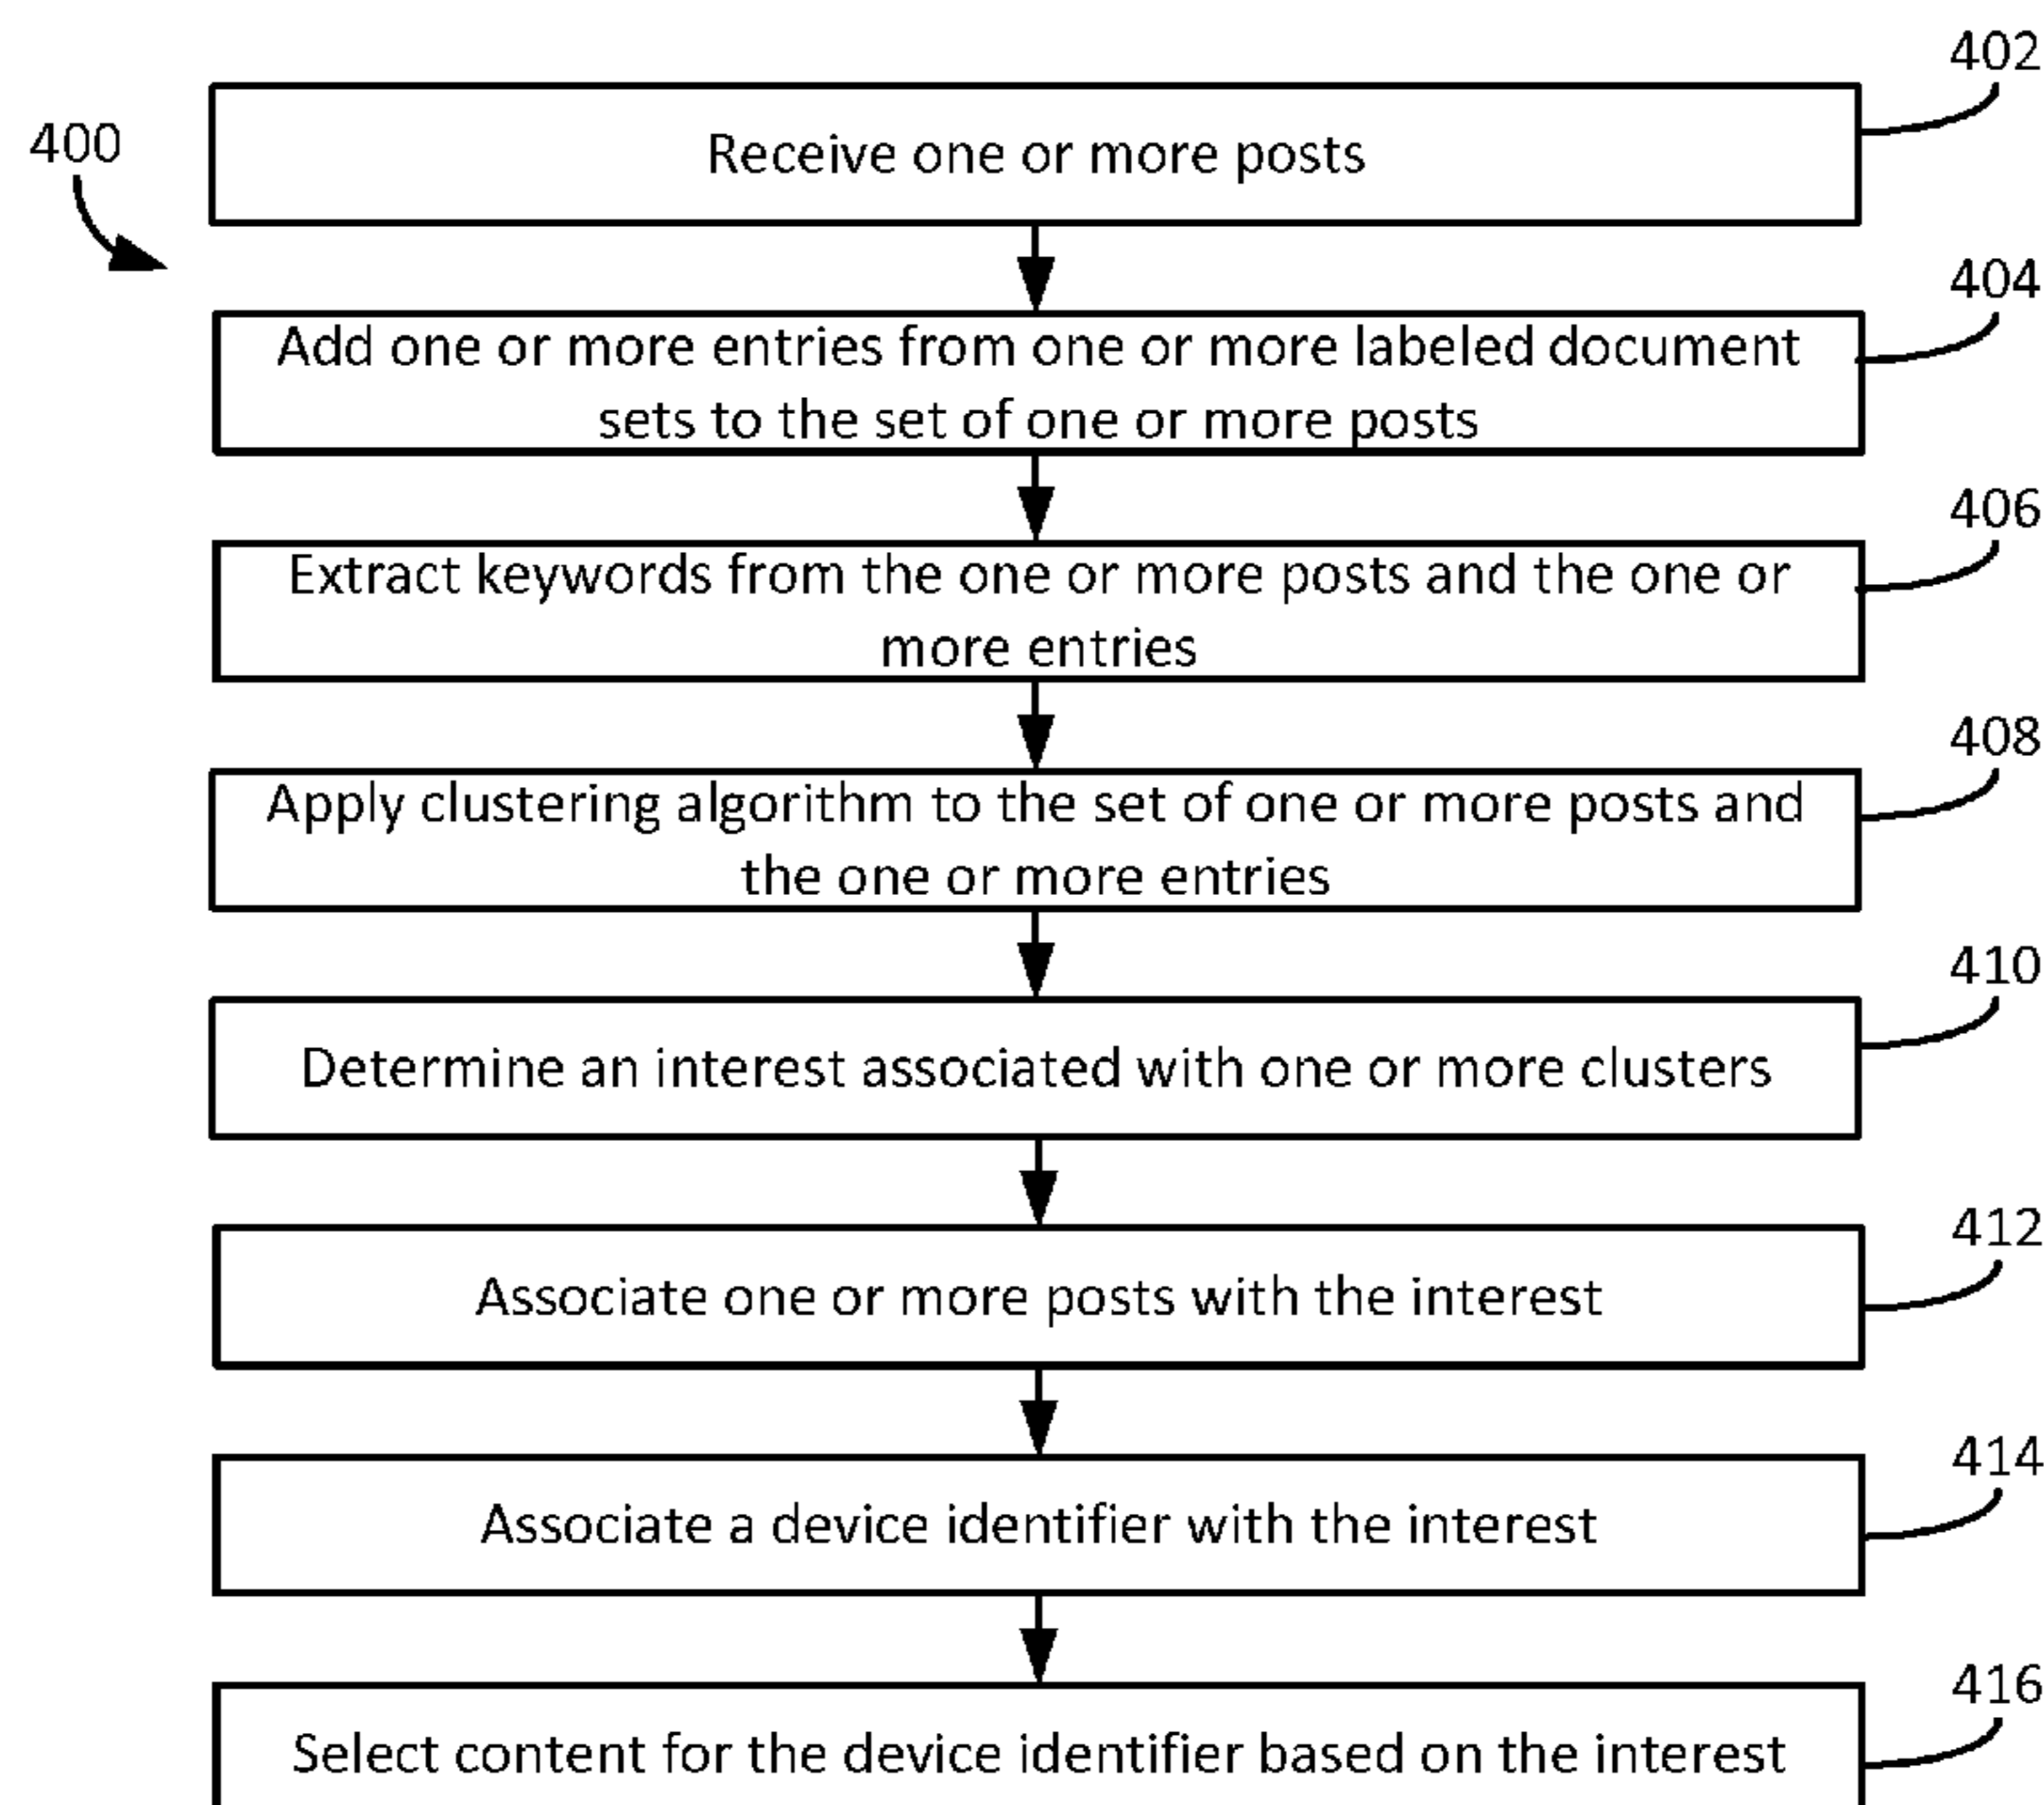 402
400
Receive one or more posts
404
Add one or more entries from one or more labeled document
sets to the set of one or more posts
406
Extract keywords from the one or more posts and the one or
more entries
408
Apply clustering algorithm to the set of one or more posts and
the one or more entries
410
Determine an interest associated with one or more clusters
412
Associate one or more posts with the interest
414
Associate a device identifier with the interest
416
Select content for the device identifier based on the interest